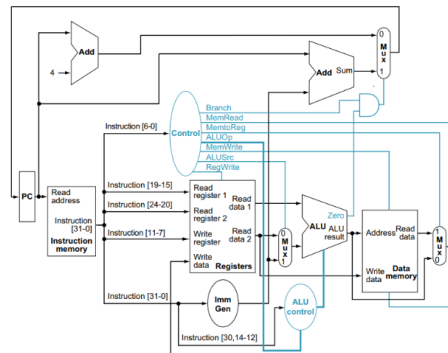 0
Add
M
u
x
4
Add Sum
1
Branch
MemRead
Instruction [6-0]
Control
MemtoReg
ALUOp
MemWrite
ALUSrc
RegWrite
PC
Read
address
Instruction
[31-0]
Instruction
memory
Instruction [19-15]
Read
register 1
Read
data 1
Instruction [24-20]
Read
register 2
Instruction [11-7]
Write
register
Read
data 2
Write
data
Registers
0
M
u
x
1
Zero
ALU
ALU
result
Address
Read
data
Write
data
Data
memory
1
M
u
x
0
Instruction [31-0]
Imm
Gen
ALU
control
Instruction [30,14-12]